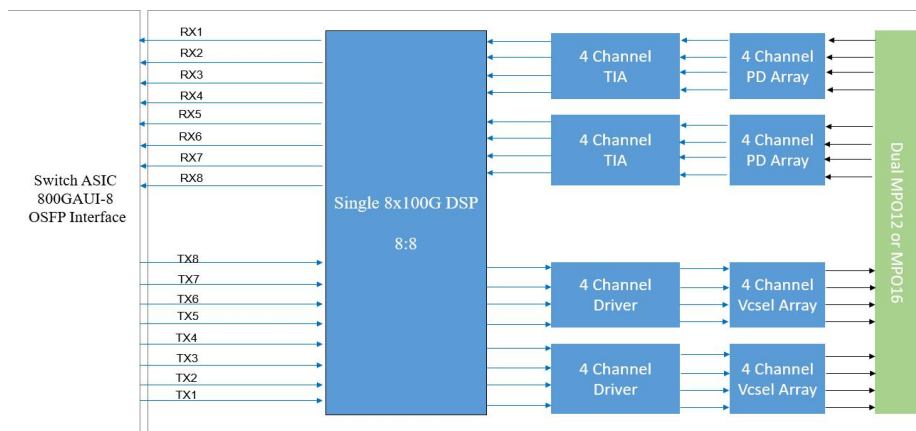 RX1
RX2
RX3
RX4
RX5
RX6
RX7
RX8
Switch ASIC
800GAUI-8
OSFP Interface
TX8
TX7
TX6
TX5
TX4
TX3
TX2
TX1
Single 8x100G DSP
8:8
4 Channel
TIA
4 Channel
PD Array
4 Channel
TIA
4 Channel
PD Array
4 Channel
Driver
4 Channel
Vcsel Array
4 Channel
Driver
4 Channel
Vcsel Array
Dual MPO12 or MPO16